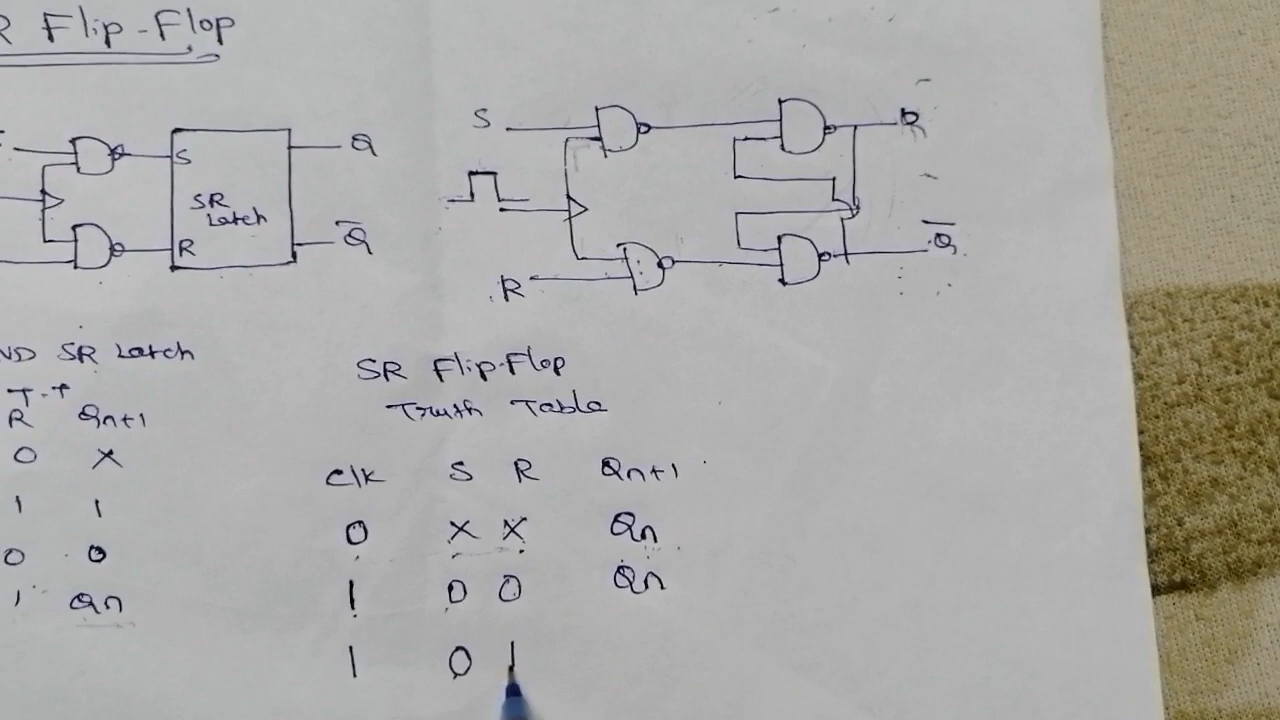 R Flip-Flop
S Q
SR
Latch
R Q̅
S Q
R Q̅
ND SR Latch
T.T
R Qn+1
0 X
1 1
0 0
1 Qn
SR Flip-Flop
Truth Table
Clk S R Qn+1
0 X X Qn
1 0 0 Qn
1 0 1